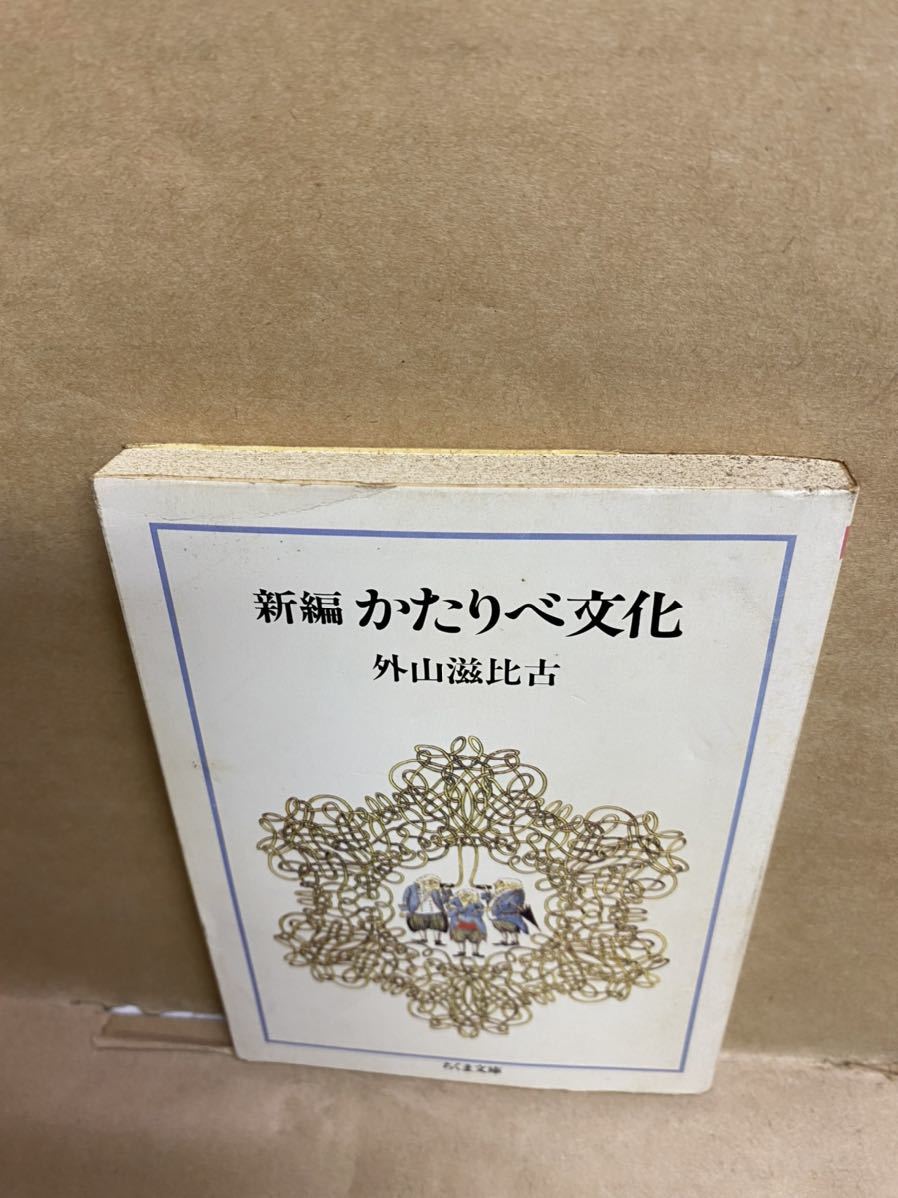 新編 かたりべ文化
外山滋比古
ちくま文庫